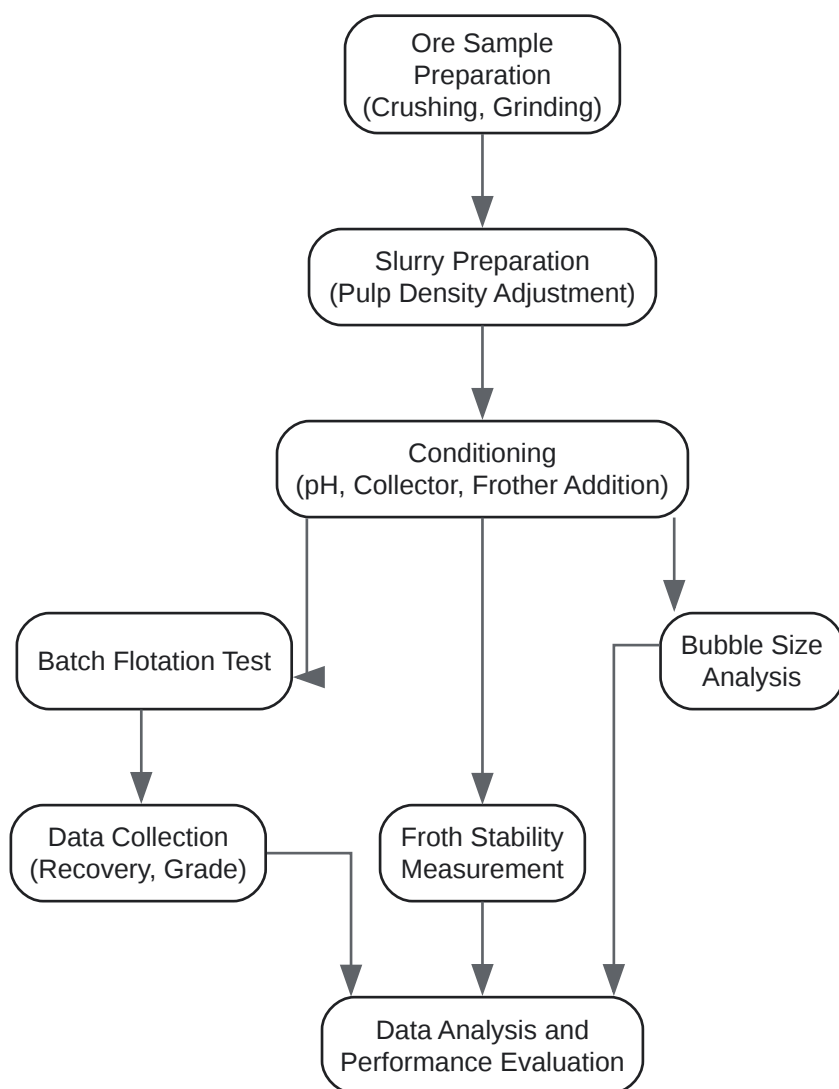 Ore Sample
Preparation
(Crushing, Grinding)
Slurry Preparation
(Pulp Density Adjustment)
Conditioning
(pH, Collector, Frother Addition)
Batch Flotation Test
Bubble Size
Analysis
Data Collection
(Recovery, Grade)
Froth Stability
Measurement
Data Analysis and
Performance Evaluation